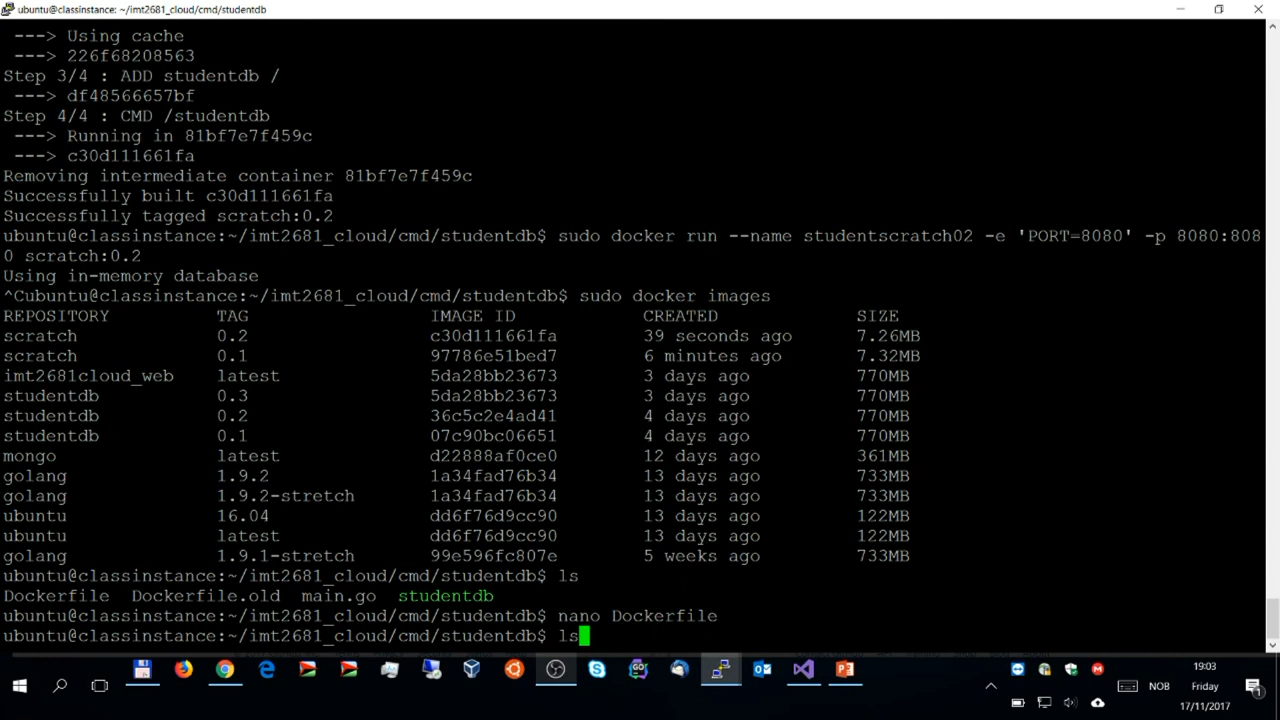 ubuntu@classinstance: ~/imt2681_cloud/cmd/studentdb
---> Using cache
---> 226f68208563
Step 3/4 : ADD studentdb /
---> df48566657bf
Step 4/4 : CMD /studentdb
---> Running in 81bf7e7f459c
---> c30d111661fa
Removing intermediate container 81bf7e7f459c
Successfully built c30d111661fa
Successfully tagged scratch:0.2
ubuntu@classinstance:~/imt2681_cloud/cmd/studentdb$ sudo docker run --name studentscratch02 -e 'PORT=8080' -p 8080:808
0 scratch:0.2
Using in-memory database
^Cubuntu@classinstance:~/imt2681_cloud/cmd/studentdb$ sudo docker images
REPOSITORY TAG IMAGE ID CREATED SIZE
scratch 0.2 c30d111661fa 39 seconds ago 7.26MB
scratch 0.1 97786e51bed7 6 minutes ago 7.32MB
imt2681cloud_web latest 5da28bb23673 3 days ago 770MB
studentdb 0.3 5da28bb23673 3 days ago 770MB
studentdb 0.2 36c5c2e4ad41 4 days ago 770MB
studentdb 0.1 07c90bc06651 4 days ago 770MB
mongo latest d22888af0ce0 12 days ago 361MB
golang 1.9.2 1a34fad76b34 13 days ago 733MB
golang 1.9.2-stretch 1a34fad76b34 13 days ago 733MB
ubuntu 16.04 dd6f76d9cc90 13 days ago 122MB
ubuntu latest dd6f76d9cc90 13 days ago 122MB
golang 1.9.1-stretch 99e596fc807e 5 weeks ago 733MB
ubuntu@classinstance:~/imt2681_cloud/cmd/studentdb$ ls
Dockerfile Dockerfile.old main.go studentdb
ubuntu@classinstance:~/imt2681_cloud/cmd/studentdb$ nano Dockerfile
ubuntu@classinstance:~/imt2681_cloud/cmd/studentdb$ ls
19:03
NOB Friday
17/11/2017